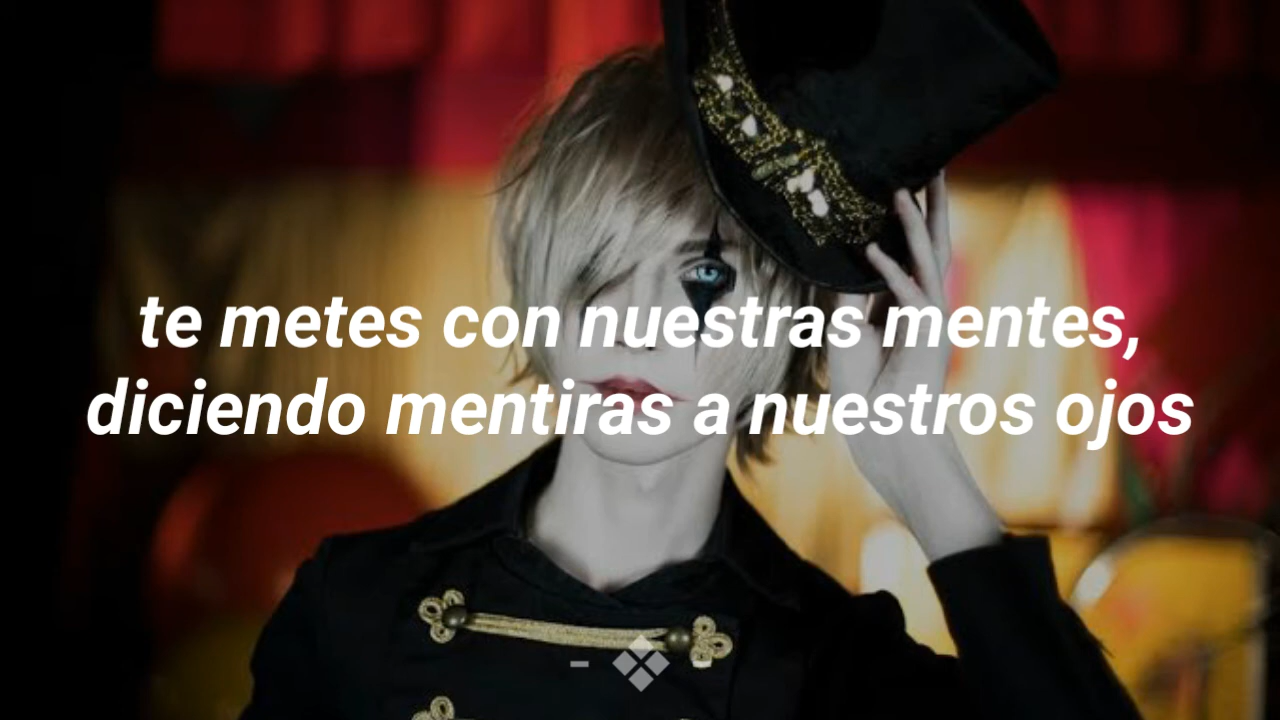 te metes con nuestras mentes,
diciendo mentiras a nuestros ojos